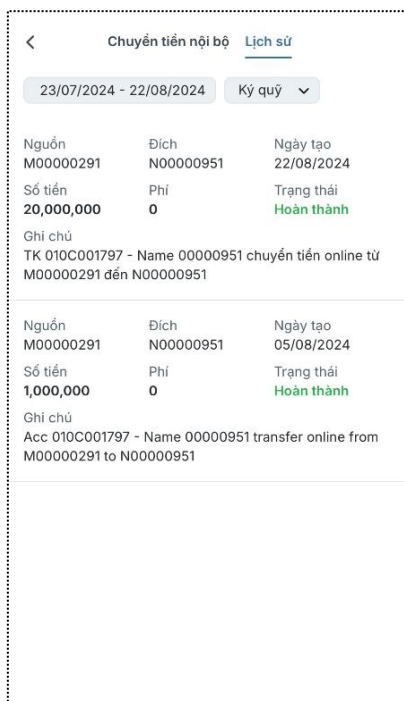 Chuyển tiền nội bộ Lịch sử
23/07/2024 - 22/08/2024 Ký quỹ
Nguồn Đích Ngày tạo
M00000291 N00000951 22/08/2024
Số tiền Phí Trạng thái
20,000,000 0 Hoàn thành
Ghi chú
TK 010C001797 - Name 00000951 chuyển tiền online từ
M00000291 đến N00000951
Nguồn Đích Ngày tạo
M00000291 N00000951 05/08/2024
Số tiền Phí Trạng thái
1,000,000 0 Hoàn thành
Ghi chú
Acc 010C001797 - Name 00000951 transfer online from
M00000291 to N00000951